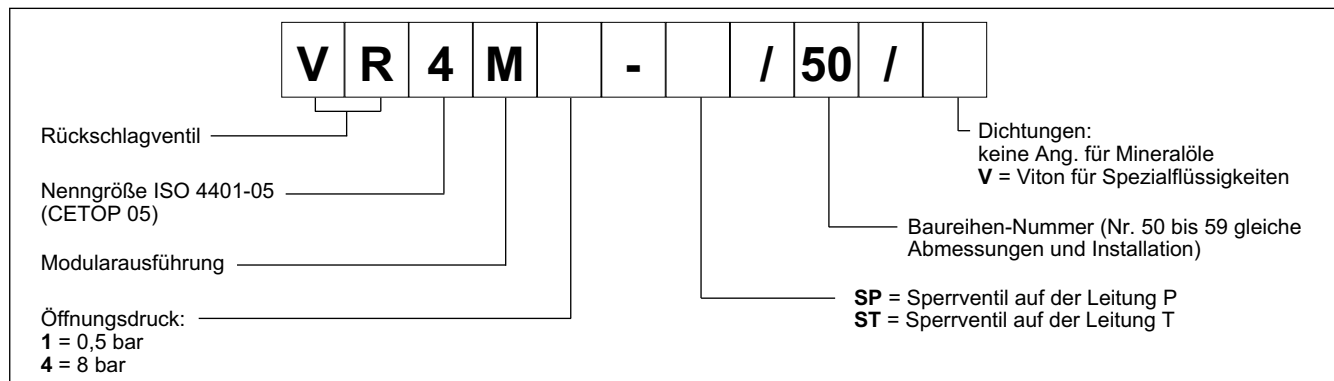 V R 4 M - / 50 /
Rückschlagventil
Nenngröße ISO 4401-05
(CETOP 05)
Modularausführung
Öffnungsdruck:
1 = 0,5 bar
4 = 8 bar
Dichtungen:
keine Ang. für Mineralöle
V = Viton für Spezialflüssigkeiten
Baureihen-Nummer (Nr. 50 bis 59 gleiche
Abmessungen und Installation)
SP = Sperrventil auf der Leitung P
ST = Sperrventil auf der Leitung T